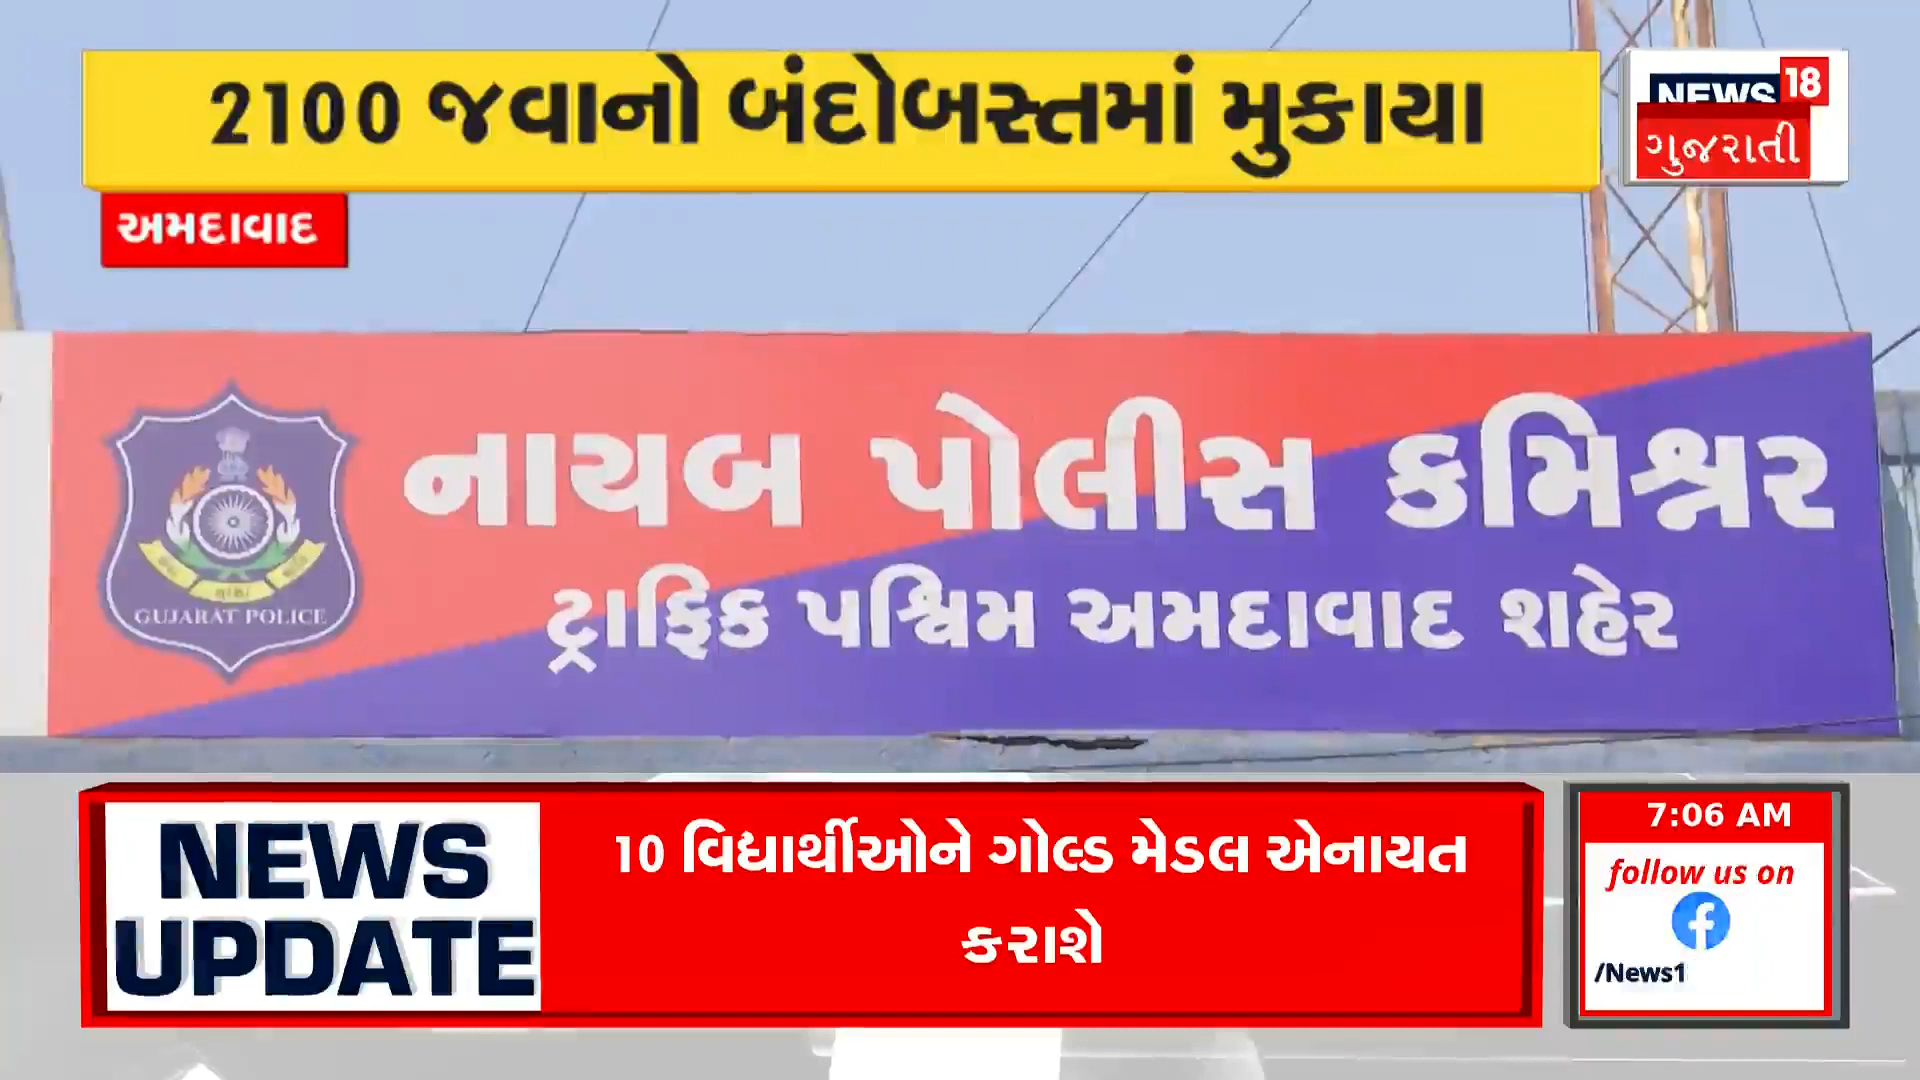 2100 જવાનો બંદોબસ્તમાં મુકાયા
NEWS 18
ગુજરાતી
અમદાવાદ
નાયબ પોલીસ કમિશ્નર
ટ્રાફિક પશ્ચિમ અમદાવાદ શહેર
GUJARAT POLICE
NEWS
UPDATE
10 વિદ્યાર્થીઓને ગોલ્ડ મેડલ એનાયત
કરાશે
7:06 AM
follow us on
/News1